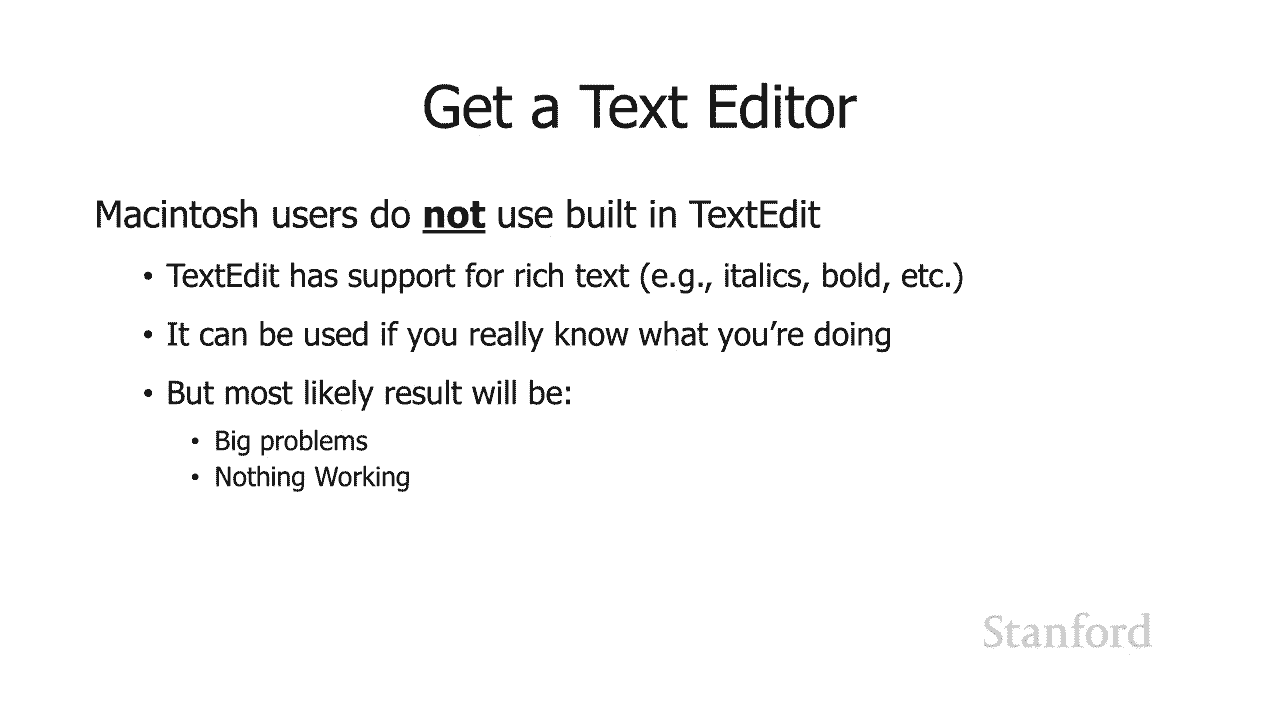 Get a Text Editor
Macintosh users do not use built in TextEdit
• TextEdit has support for rich text (e.g., italics, bold, etc.)
• It can be used if you really know what you’re doing
• But most likely result will be:
• Big problems
• Nothing Working
Stanford